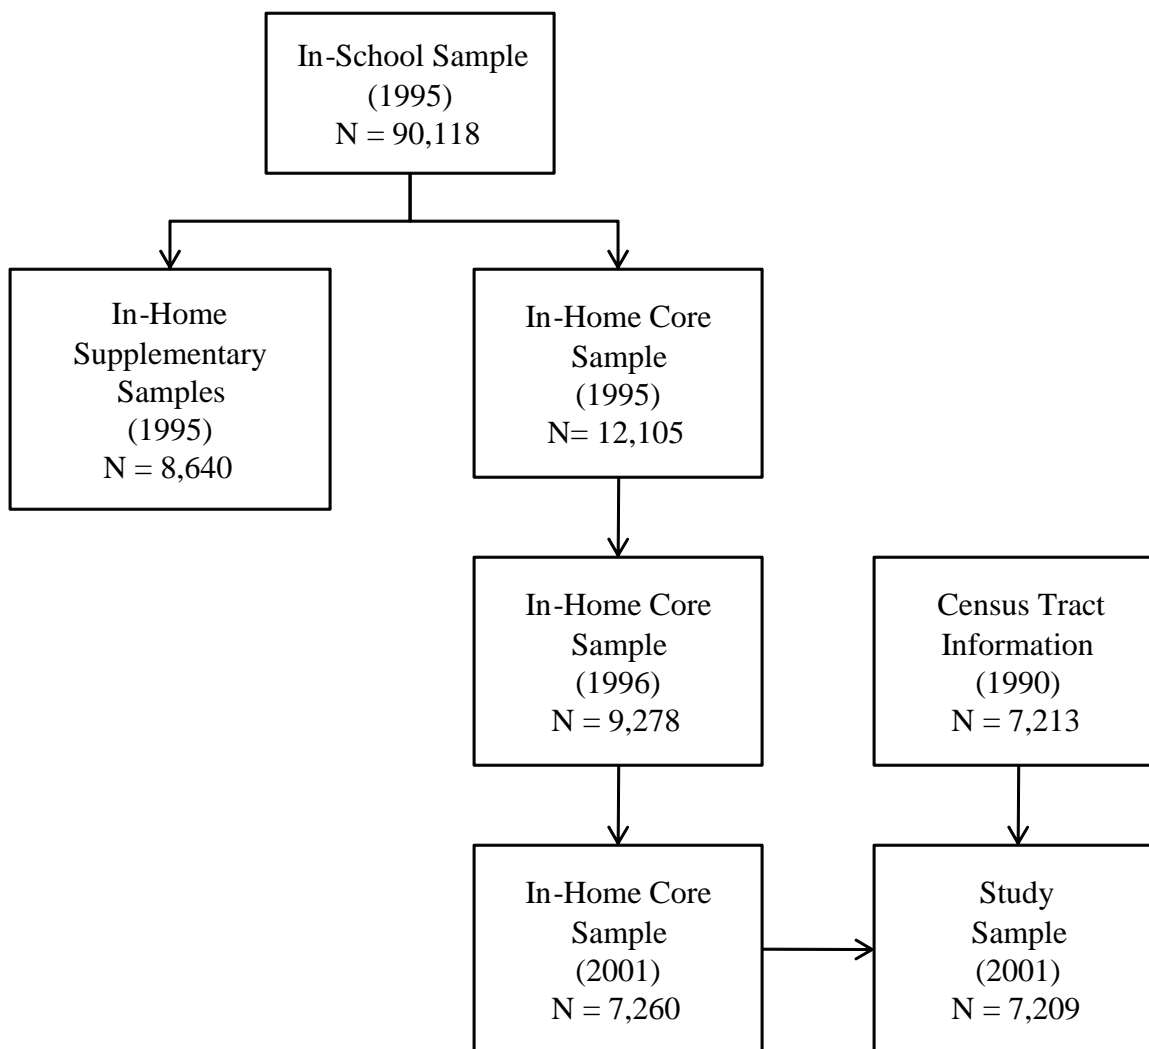 In-School Sample
(1995)
N = 90,118
In-Home
Supplementary
Samples
(1995)
N = 8,640
In-Home Core
Sample
(1995)
N= 12,105
In-Home Core
Sample
(1996)
N = 9,278
Census Tract
Information
(1990)
N = 7,213
In-Home Core
Sample
(2001)
N = 7,260
Study
Sample
(2001)
N = 7,209